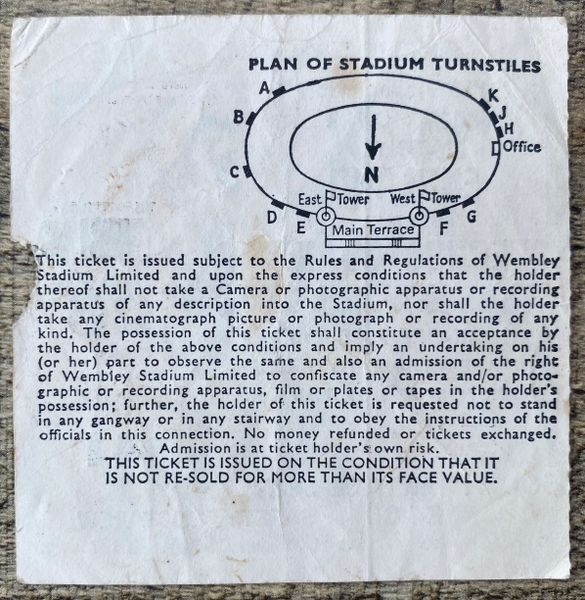 PLAN OF STADIUM TURNSTILES
A
K
B
J
H
Office
C
N
East Tower
West Tower
D
E
Main Terrace
F
G
This ticket is issued subject to the Rules and Regulations of Wembley
Stadium Limited and upon the express conditions that the holder
thereof shall not take a Camera or photographic apparatus or recording
apparatus of any description into the Stadium, nor shall the holder
take any cinematograph picture or photograph or recording of any
kind. The possession of this ticket shall constitute an acceptance by
the holder of the above conditions and imply an undertaking on his
(or her) part to observe the same and also an admission of the right
of Wembley Stadium Limited to confiscate any camera and/or photo-
graphic or recording apparatus, film or plates or tapes in the holder's
possession; further, the holder of this ticket is requested not to stand
in any gangway or in any stairway and to obey the instructions of the
officials in this connection. No money refunded or tickets exchanged.
Admission is at ticket holder's own risk.
THIS TICKET IS ISSUED ON THE CONDITION THAT IT
IS NOT RE-SOLD FOR MORE THAN ITS FACE VALUE.